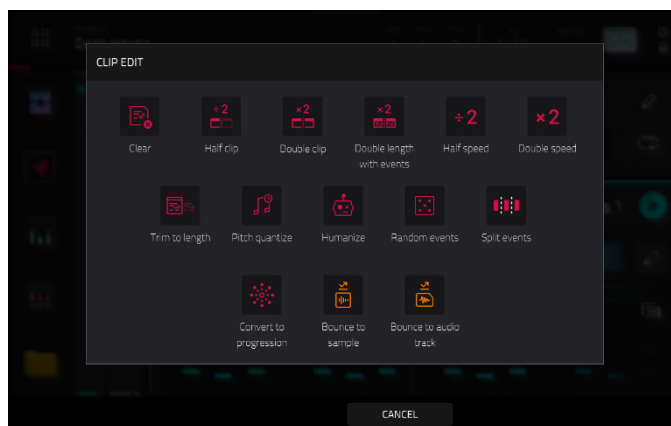 CLIP EDIT
÷2
×2
×2
÷2
×2
Clear
Half clip
Double clip
Double length
with events
Half speed
Double speed
Trim to length
Pitch quantize
Humanize
Random events
Split events
Convert to
progression
Bounce to
sample
Bounce to audio
track
CANCEL